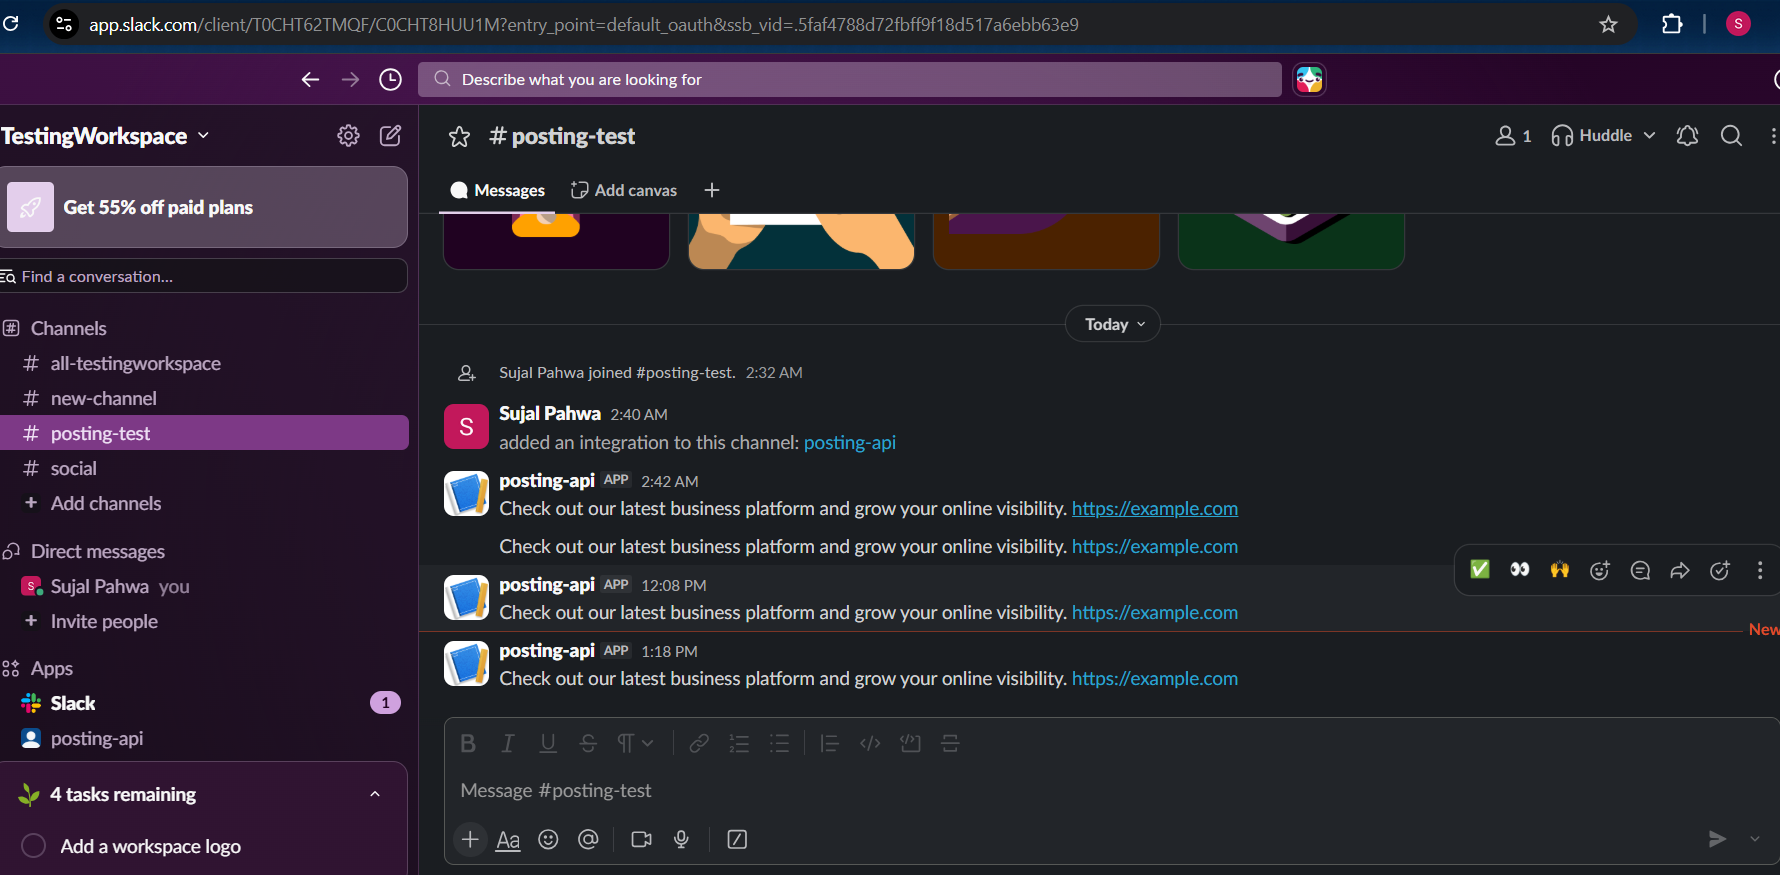 app.slack.com/client/T0CHT62TMQF/C0CHT8HUU1M?entry_point=default_oauth&ssb_vid=.5faf4788d72fbff9f18d517a6ebb63e9
S
Describe what you are looking for
TestingWorkspace
Get 55% off paid plans
Find a conversation...
Channels
# all-testingworkspace
# new-channel
# posting-test
# social
+ Add channels
Direct messages
S Sujal Pahwa you
+ Invite people
Apps
Slack 1
posting-api
4 tasks remaining
Add a workspace logo
# posting-test
1 Huddle
Messages Add canvas +
Today
Sujal Pahwa joined #posting-test. 2:32 AM
S
Sujal Pahwa 2:40 AM
added an integration to this channel: posting-api
posting-api APP 2:42 AM
Check out our latest business platform and grow your online visibility. https://example.com
Check out our latest business platform and grow your online visibility. https://example.com
posting-api APP 12:08 PM
Check out our latest business platform and grow your online visibility. https://example.com
New
posting-api APP 1:18 PM
Check out our latest business platform and grow your online visibility. https://example.com
B I U S
Message #posting-test
+ Aa @